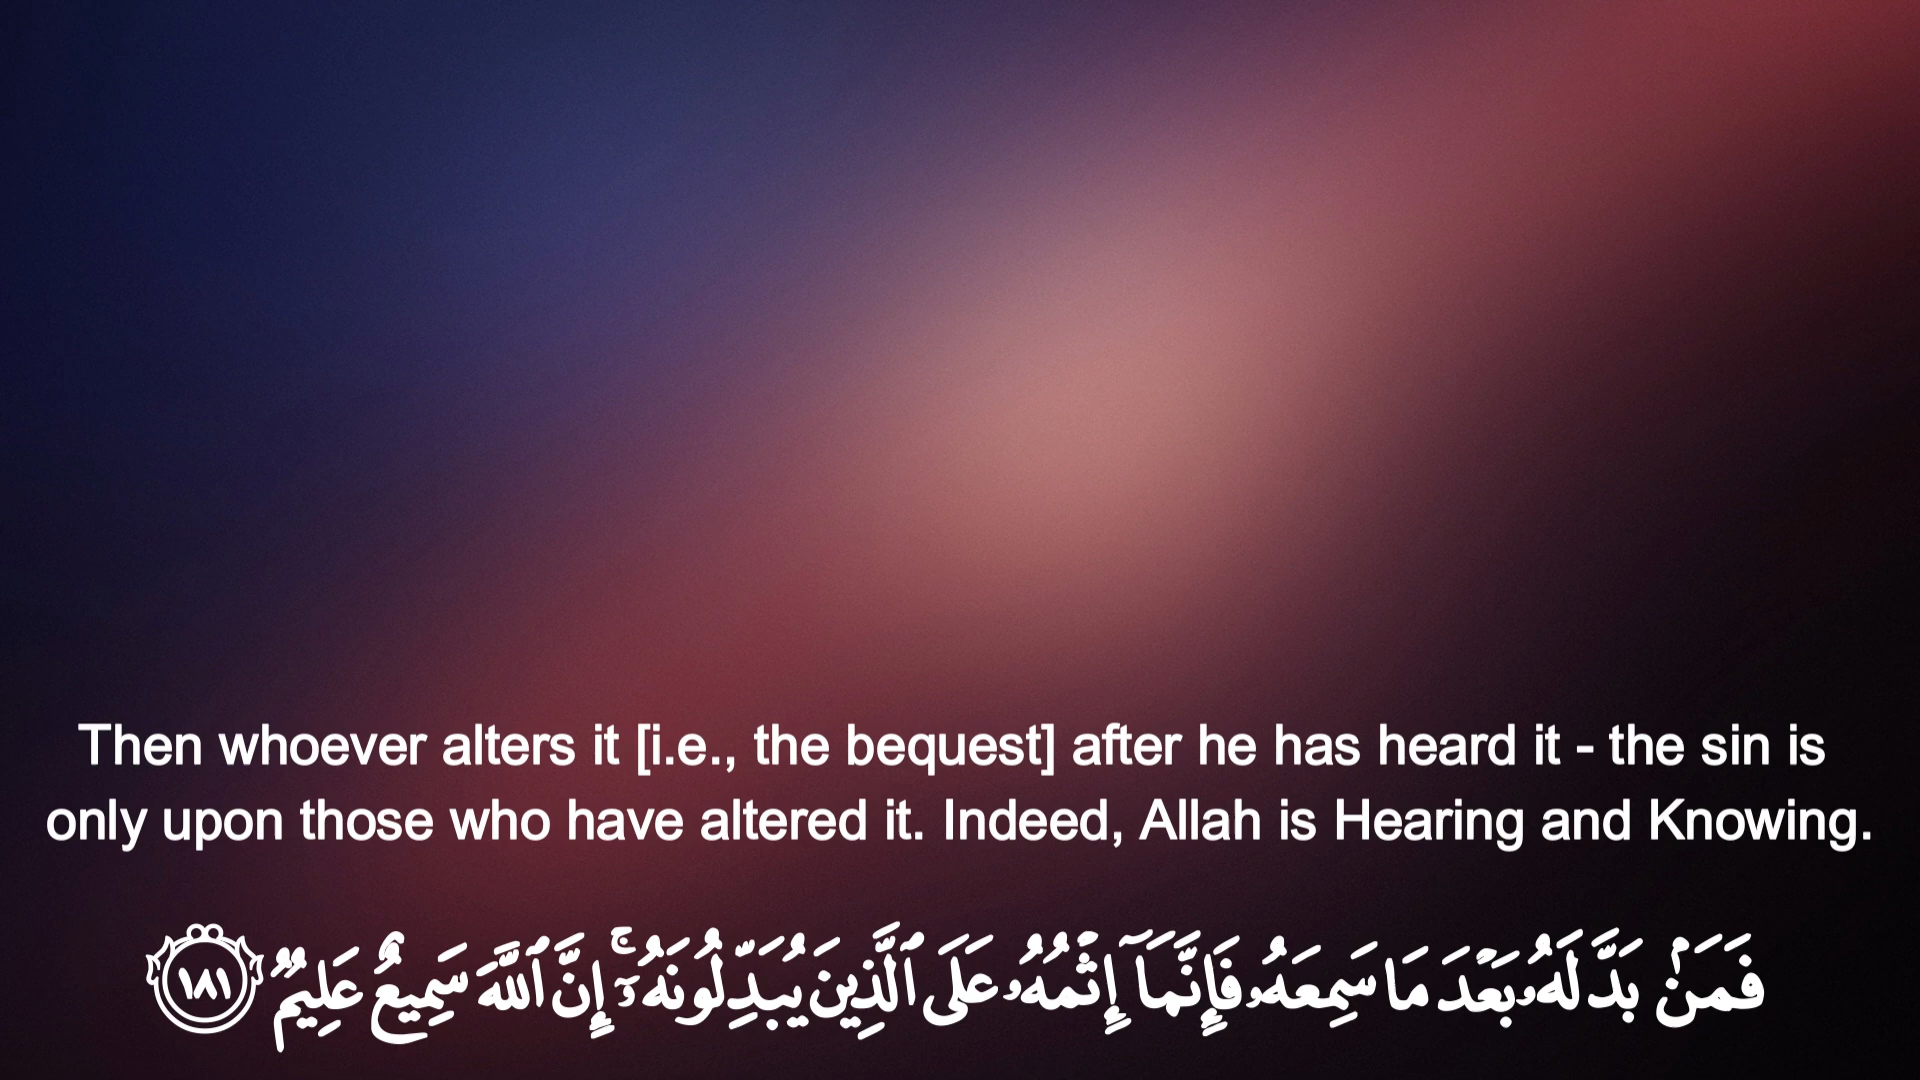 Then whoever alters it [i.e., the bequest] after he has heard it - the sin is
only upon those who have altered it. Indeed, Allah is Hearing and Knowing.
فَمَنۢ بَدَّلَهُۥ بَعۡدَ مَا سَمِعَهُۥ فَإِنَّمَآ إِثۡمُهُۥ عَلَى ٱلَّذِينَ يُبَدِّلُونَهُۥٓۚ إِنَّ ٱللَّهَ سَمِيعٌ عَلِيمٞ ١٨١